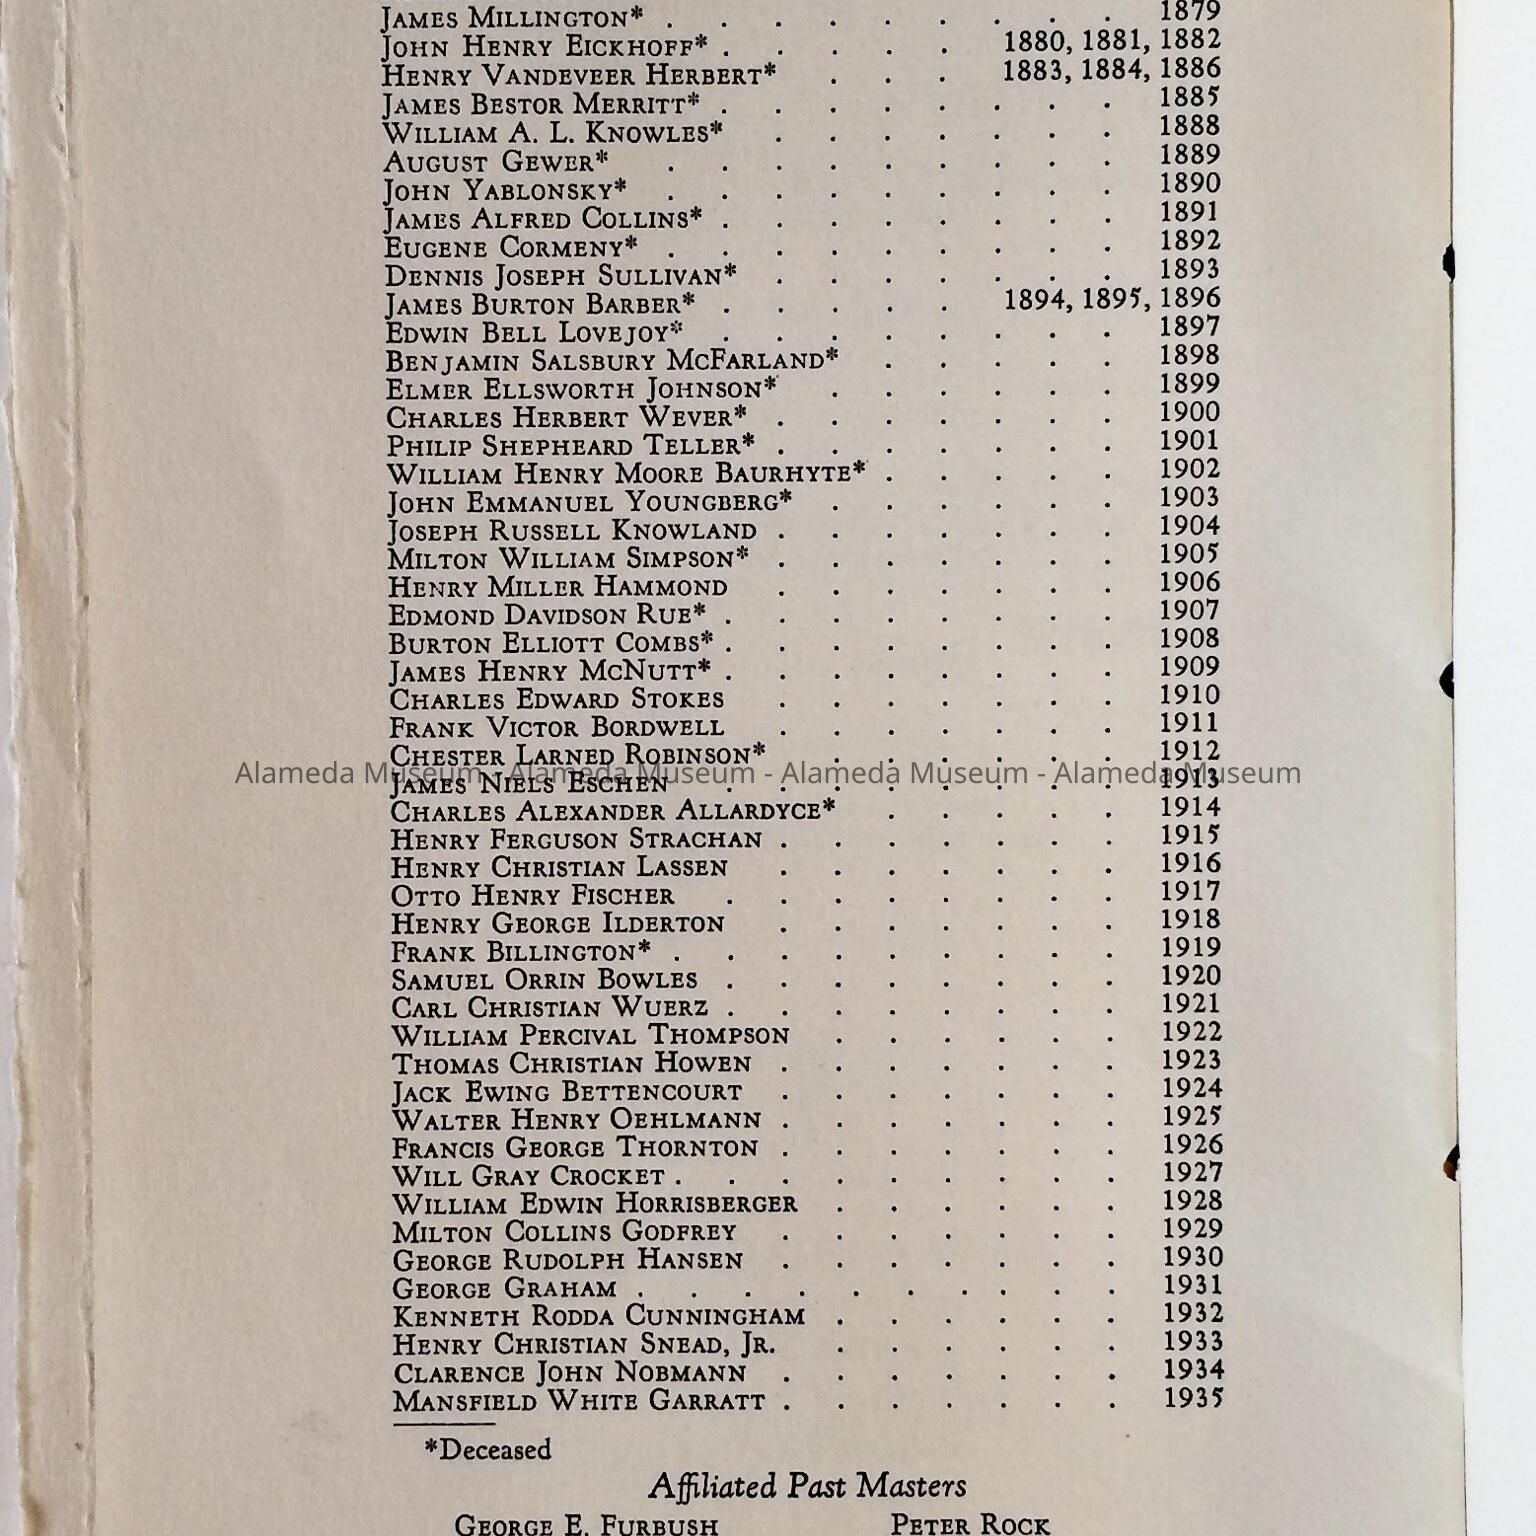 JAMES MILLINGTON* . . . . . . . . . 1879
JOHN HENRY EICKHOFF* . . . . . 1880, 1881, 1882
HENRY VANDEVEER HERBERT* . . . 1883, 1884, 1886
JAMES BESTOR MERRITT* . . . . . . . . 1885
WILLIAM A. L. KNOWLES* . . . . . . . 1888
AUGUST GEWER* . . . . . . . . . 1889
JOHN YABLONSKY* . . . . . . . . . 1890
JAMES ALFRED COLLINS* . . . . . . . . 1891
EUGENE CORMENY* . . . . . . . . . 1892
DENNIS JOSEPH SULLIVAN* . . . . . . . 1893
JAMES BURTON BARBER* . . . . . 1894, 1895, 1896
EDWIN BELL LOVEJOY* . . . . . . . . 1897
BENJAMIN SALSBURY MCFARLAND* . . . . . 1898
ELMER ELLSWORTH JOHNSON* . . . . . . 1899
CHARLES HERBERT WEVER* . . . . . . . 1900
PHILIP SHEPHEARD TELLER* . . . . . . . 1901
WILLIAM HENRY MOORE BAURHYTE* . . . . . 1902
JOHN EMMANUEL YOUNGBERG* . . . . . . 1903
JOSEPH RUSSELL KNOWLAND . . . . . . . 1904
MILTON WILLIAM SIMPSON* . . . . . . . 1905
HENRY MILLER HAMMOND . . . . . . . 1906
EDMOND DAVIDSON RUE* . . . . . . . . 1907
BURTON ELLIOTT COMBS* . . . . . . . . 1908
JAMES HENRY MCNUTT* . . . . . . . . 1909
CHARLES EDWARD STOKES . . . . . . . 1910
FRANK VICTOR BORDWELL . . . . . . . 1911
CHESTER LARNED ROBINSON* . . . . . . 1912
Alameda Museum - Alameda Museum - Alameda Museum - Alameda Museum
JAMES NIELS ESCHEN . . . . . . . . 1913
CHARLES ALEXANDER ALLARDYCE* . . . . . 1914
HENRY FERGUSON STRACHAN . . . . . . . 1915
HENRY CHRISTIAN LASSEN . . . . . . . 1916
OTTO HENRY FISCHER . . . . . . . . 1917
HENRY GEORGE ILDERTON . . . . . . . 1918
FRANK BILLINGTON* . . . . . . . . . 1919
SAMUEL ORRIN BOWLES . . . . . . . . 1920
CARL CHRISTIAN WUERZ . . . . . . . . 1921
WILLIAM PERCIVAL THOMPSON . . . . . . 1922
THOMAS CHRISTIAN HOWEN . . . . . . . 1923
JACK EWING BETTENCOURT . . . . . . . 1924
WALTER HENRY OEHLMANN . . . . . . . 1925
FRANCIS GEORGE THORNTON . . . . . . . 1926
WILL GRAY CROCKET . . . . . . . . . 1927
WILLIAM EDWIN HORRISBERGER . . . . . . 1928
MILTON COLLINS GODFREY . . . . . . . 1929
GEORGE RUDOLPH HANSEN . . . . . . . 1930
GEORGE GRAHAM . . . . . . . . . . 1931
KENNETH RODDA CUNNINGHAM . . . . . . 1932
HENRY CHRISTIAN SNEAD, JR. . . . . . . 1933
CLARENCE JOHN NOBMANN . . . . . . . 1934
MANSFIELD WHITE GARRATT . . . . . . . 1935
*Deceased
Affiliated Past Masters
GEORGE E. FURBUSH PETER ROCK